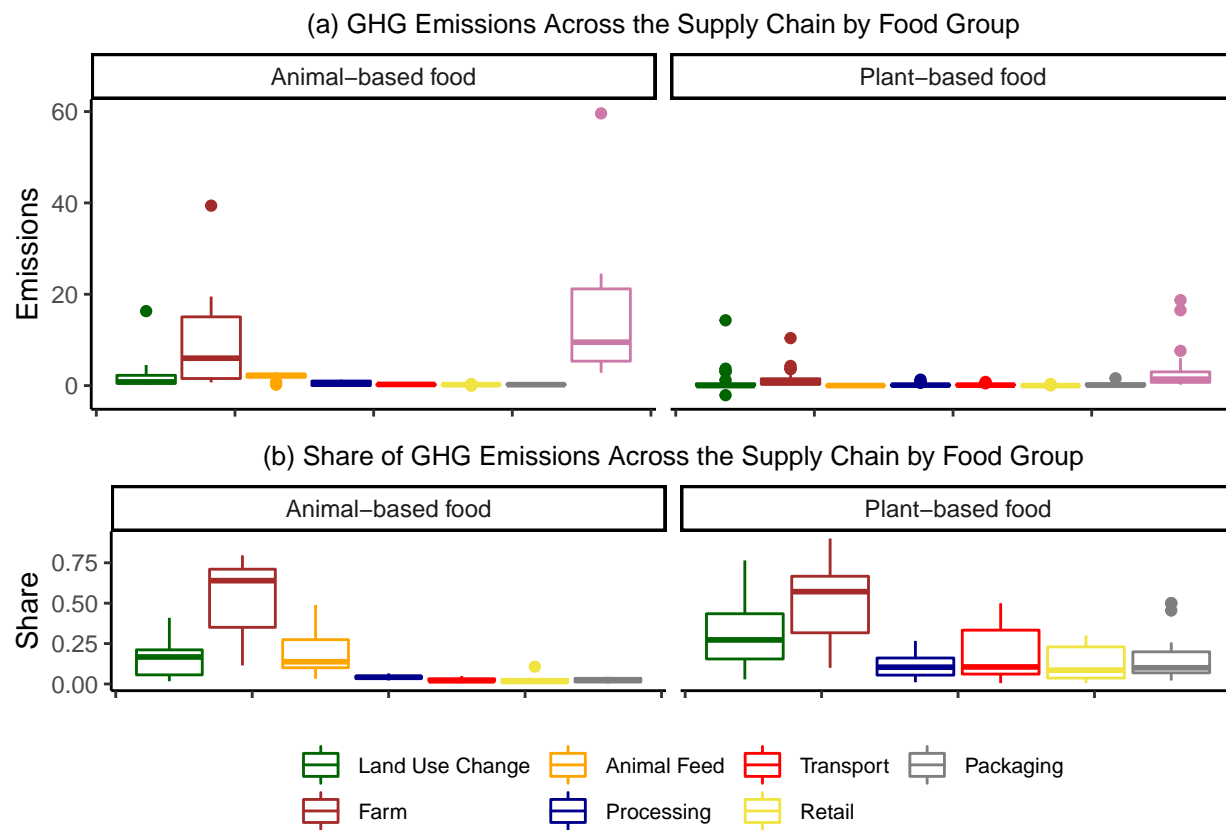 (a) GHG Emissions Across the Supply Chain by Food Group
Animal−based food
Plant−based food
60
40
20
0
Emissions
(b) Share of GHG Emissions Across the Supply Chain by Food Group
Animal−based food
Plant−based food
0.75
0.50
0.25
0.00
Share
Land Use Change
Animal Feed
Transport
Packaging
Farm
Processing
Retail